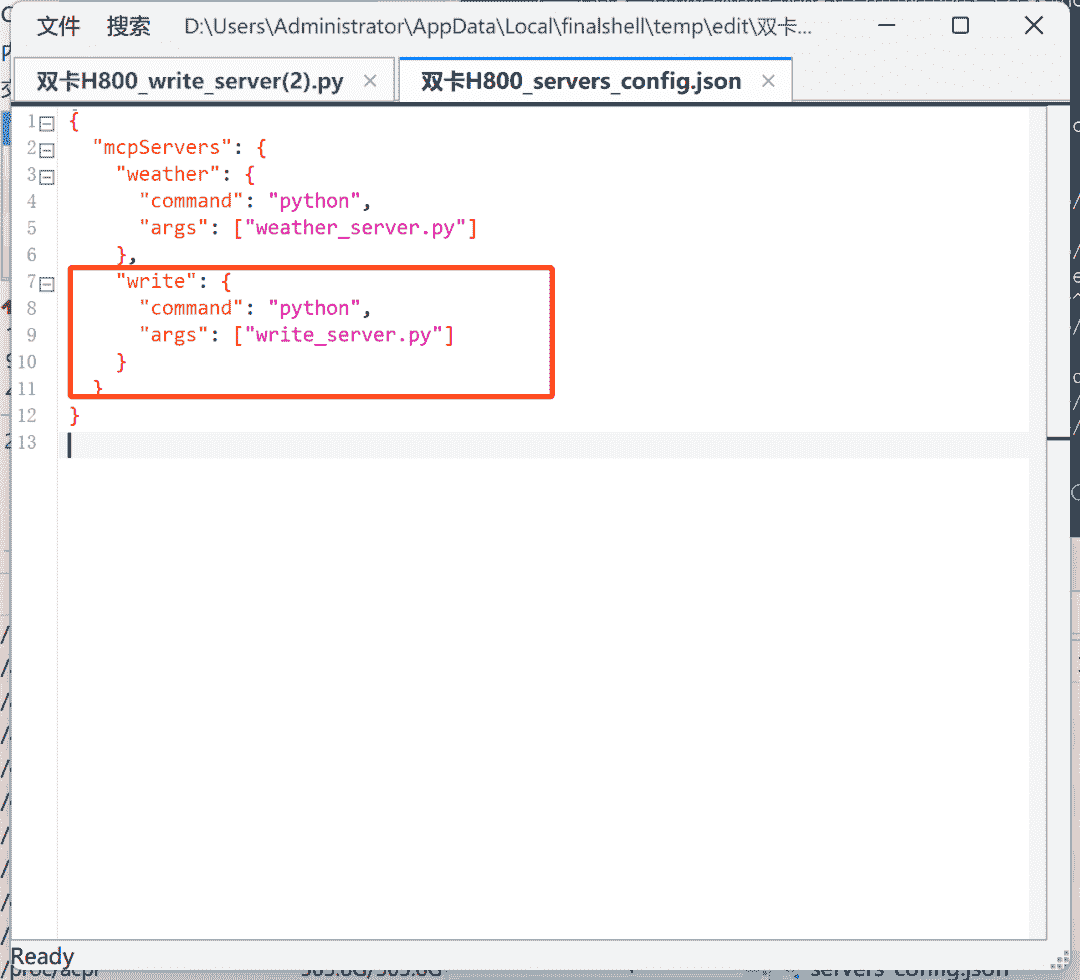 文件 搜索 D:\Users\Administrator\AppData\Local\finalshell\temp\edit\双卡...
双卡H800_write_server(2).py 双卡H800_servers_config.json
1 {
2 "mcpServers": {
3 "weather": {
4 "command": "python",
5 "args": ["weather_server.py"]
6 },
7 "write": {
8 "command": "python",
9 "args": ["write_server.py"]
10 }
11 }
12 }
13
Ready